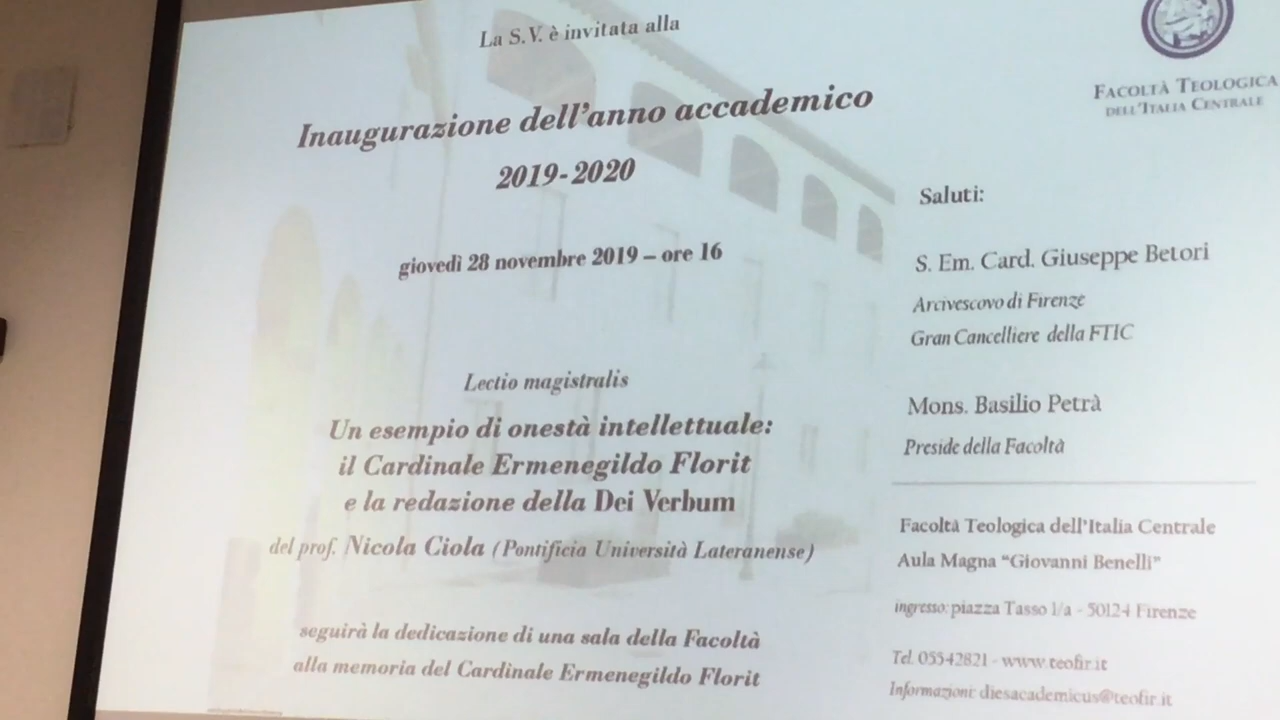 La S.V. è invitata alla
Inaugurazione dell'anno accademico
2019-2020
giovedì 28 novembre 2019 – ore 16
Lectio magistralis
Un esempio di onestà intellettuale:
il Cardinale Ermenegildo Florit
e la redazione della Dei Verbum
del prof. Nicola Ciola (Pontificia Università Lateranense)
seguirà la dedicazione di una sala della Facoltà
alla memoria del Cardinale Ermenegildo Florit
FACOLTÀ TEOLOGICA
DELL'ITALIA CENTRALE
Saluti:
S. Em. Card. Giuseppe Betori
Arcivescovo di Firenze
Gran Cancelliere della FTIC
Mons. Basilio Petrà
Preside della Facoltà
Facoltà Teologica dell'Italia Centrale
Aula Magna “Giovanni Benelli”
ingresso: piazza Tasso 1/a - 50124 Firenze
Tel. 05542821 - www.teofir.it
Informazioni: diesacademicus@teofir.it